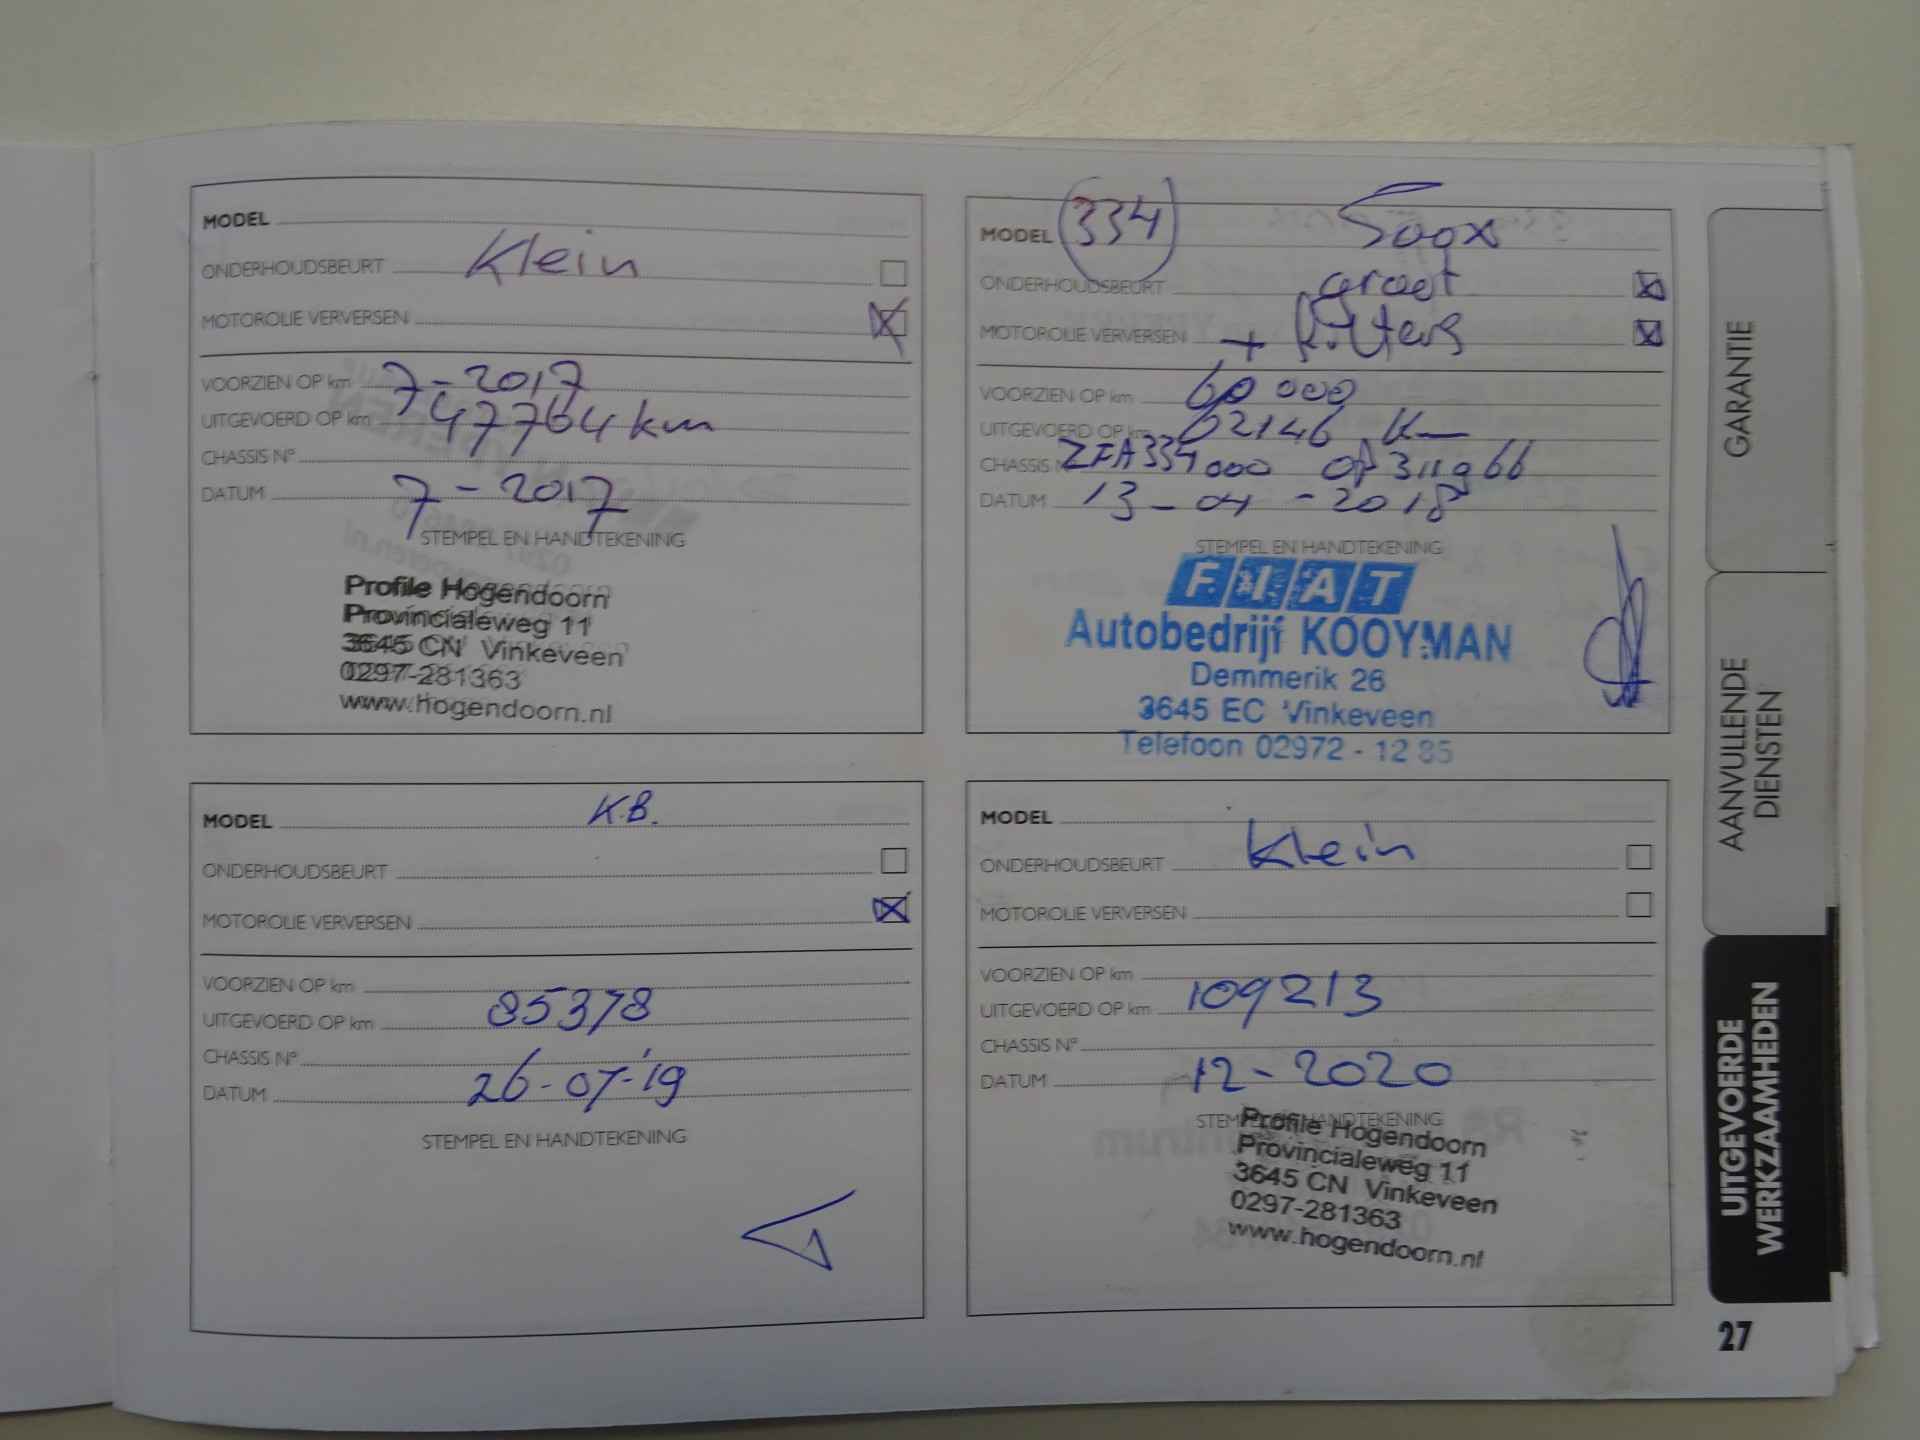 MODEL
ONDERHOUDSBEURT Klein
MOTOROLIE VERVERSEN
VOORZIEN OP km 7-2017
UITGEVOERD OP km 47764 km
CHASSIS Nº
DATUM 7-2017
STEMPEL EN HANDTEKENING
Profile Hogendoorn
Provincialeweg 11
3645 CN Vinkeveen
0297-281363
www.hogendoorn.nl
MODEL (334) 500x
ONDERHOUDSBEURT groot
MOTOROLIE VERVERSEN + filters
VOORZIEN OP km 60 000
UITGEVOERD OP km 62146 Km
CHASSIS ZFA334000
DATUM 13-04-2018
STEMPEL EN HANDTEKENING
FIAT
Autobedrijf KOOYMAN
Demmerik 26
3645 EC Vinkeveen
Telefoon 02972 - 12 85
MODEL K.B.
ONDERHOUDSBEURT
MOTOROLIE VERVERSEN
VOORZIEN OP km
UITGEVOERD OP km 85378
CHASSIS Nº
DATUM 26-07-'19
STEMPEL EN HANDTEKENING
MODEL
ONDERHOUDSBEURT Klein
MOTOROLIE VERVERSEN
VOORZIEN OP km
UITGEVOERD OP km 109213
CHASSIS Nº
DATUM 12-2020
STEMPEL EN HANDTEKENING
Profile Hogendoorn
Provincialeweg 11
3645 CN Vinkeveen
0297-281363
www.hogendoorn.nl
GARANTIE
AANVULLENDE
DIENSTEN
UITGEVOERDE
WERKZAAMHEDEN
27